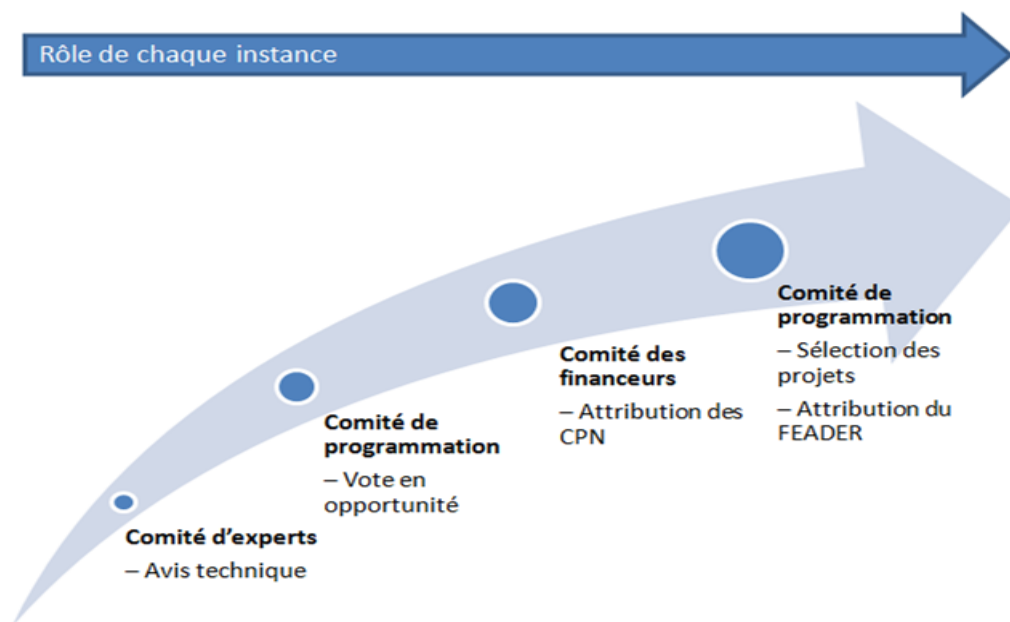 Rôle de chaque instance
Comité d’experts
– Avis technique
Comité de
programmation
– Vote en
opportunité
Comité des
financeurs
– Attribution des
CPN
Comité de
programmation
– Sélection des
projets
– Attribution du
FEADER